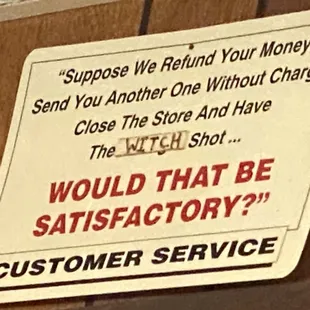 "Suppose We Refund Your Money
Send You Another One Without Charg
Close The Store And Have
The WITCH Shot...
WOULD THAT BE
SATISFACTORY?"
CUSTOMER SERVICE